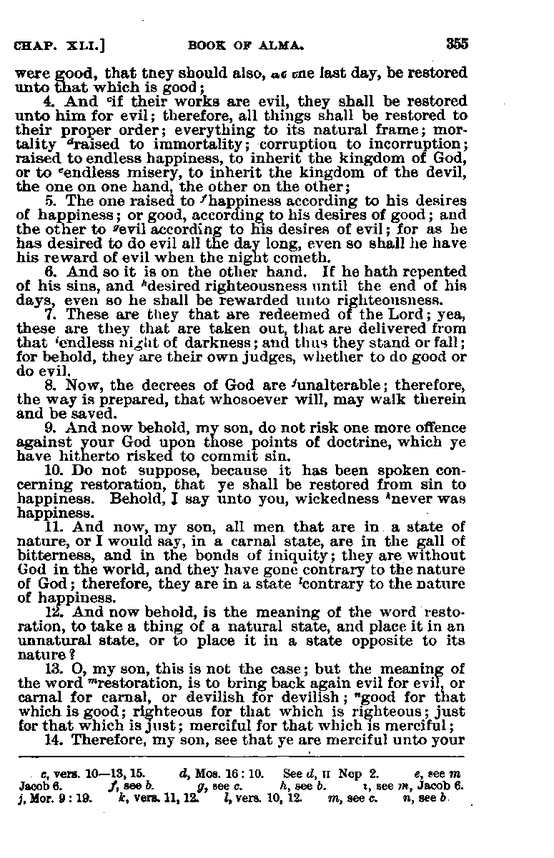 CHAP. XLI.] BOOK OF ALMA. 355
were good, that they should also, at the last day, be restored
unto that which is good;
4. And cif their works are evil, they shall be restored
unto him for evil; therefore, all things shall be restored to
their proper order; everything to its natural frame; mor-
tality draised to immortality; corruption to incorruption;
raised to endless happiness, to inherit the kingdom of God,
or to eendless misery, to inherit the kingdom of the devil,
the one on one hand, the other on the other;
5. The one raised to fhappiness according to his desires
of happiness; or good, according to his desires of good; and
the other to gevil according to his desires of evil; for as he
has desired to do evil all the day long, even so shall he have
his reward of evil when the night cometh.
6. And so it is on the other hand. If he hath repented
of his sins, and hdesired righteousness until the end of his
days, even so he shall be rewarded unto righteousness.
7. These are they that are redeemed of the Lord; yea,
these are they that are taken out, that are delivered from
that iendless night of darkness; and thus they stand or fall;
for behold, they are their own judges, whether to do good or
do evil.
8. Now, the decrees of God are junalterable; therefore,
the way is prepared, that whosoever will, may walk therein
and be saved.
9. And now behold, my son, do not risk one more offence
against your God upon those points of doctrine, which ye
have hitherto risked to commit sin.
10. Do not suppose, because it has been spoken con-
cerning restoration, that ye shall be restored from sin to
happiness. Behold, I say unto you, wickedness knever was
happiness.
11. And now, my son, all men that are in a state of
nature, or I would say, in a carnal state, are in the gall of
bitterness, and in the bonds of iniquity; they are without
God in the world, and they have gone contrary to the nature
of God; therefore, they are in a state lcontrary to the nature
of happiness.
12. And now behold, is the meaning of the word resto-
ration, to take a thing of a natural state, and place it in an
unnatural state, or to place it in a state opposite to its
nature?
13. O, my son, this is not the case; but the meaning of
the word mrestoration, is to bring back again evil for evil, or
carnal for carnal, or devilish for devilish; ngood for that
which is good; righteous for that which is righteous; just
for that which is just; merciful for that which is merciful;
14. Therefore, my son, see that ye are merciful unto your
c, vers. 10—13, 15. d, Mos. 16:10. See d, II Nep 2. e, see m
Jacob 6. f, see b. g, see c. h, see b. i, see m, Jacob 6.
j, Mor. 9:19. k, vers. 11, 12. l, vers. 10, 12. m, see c. n, see b.